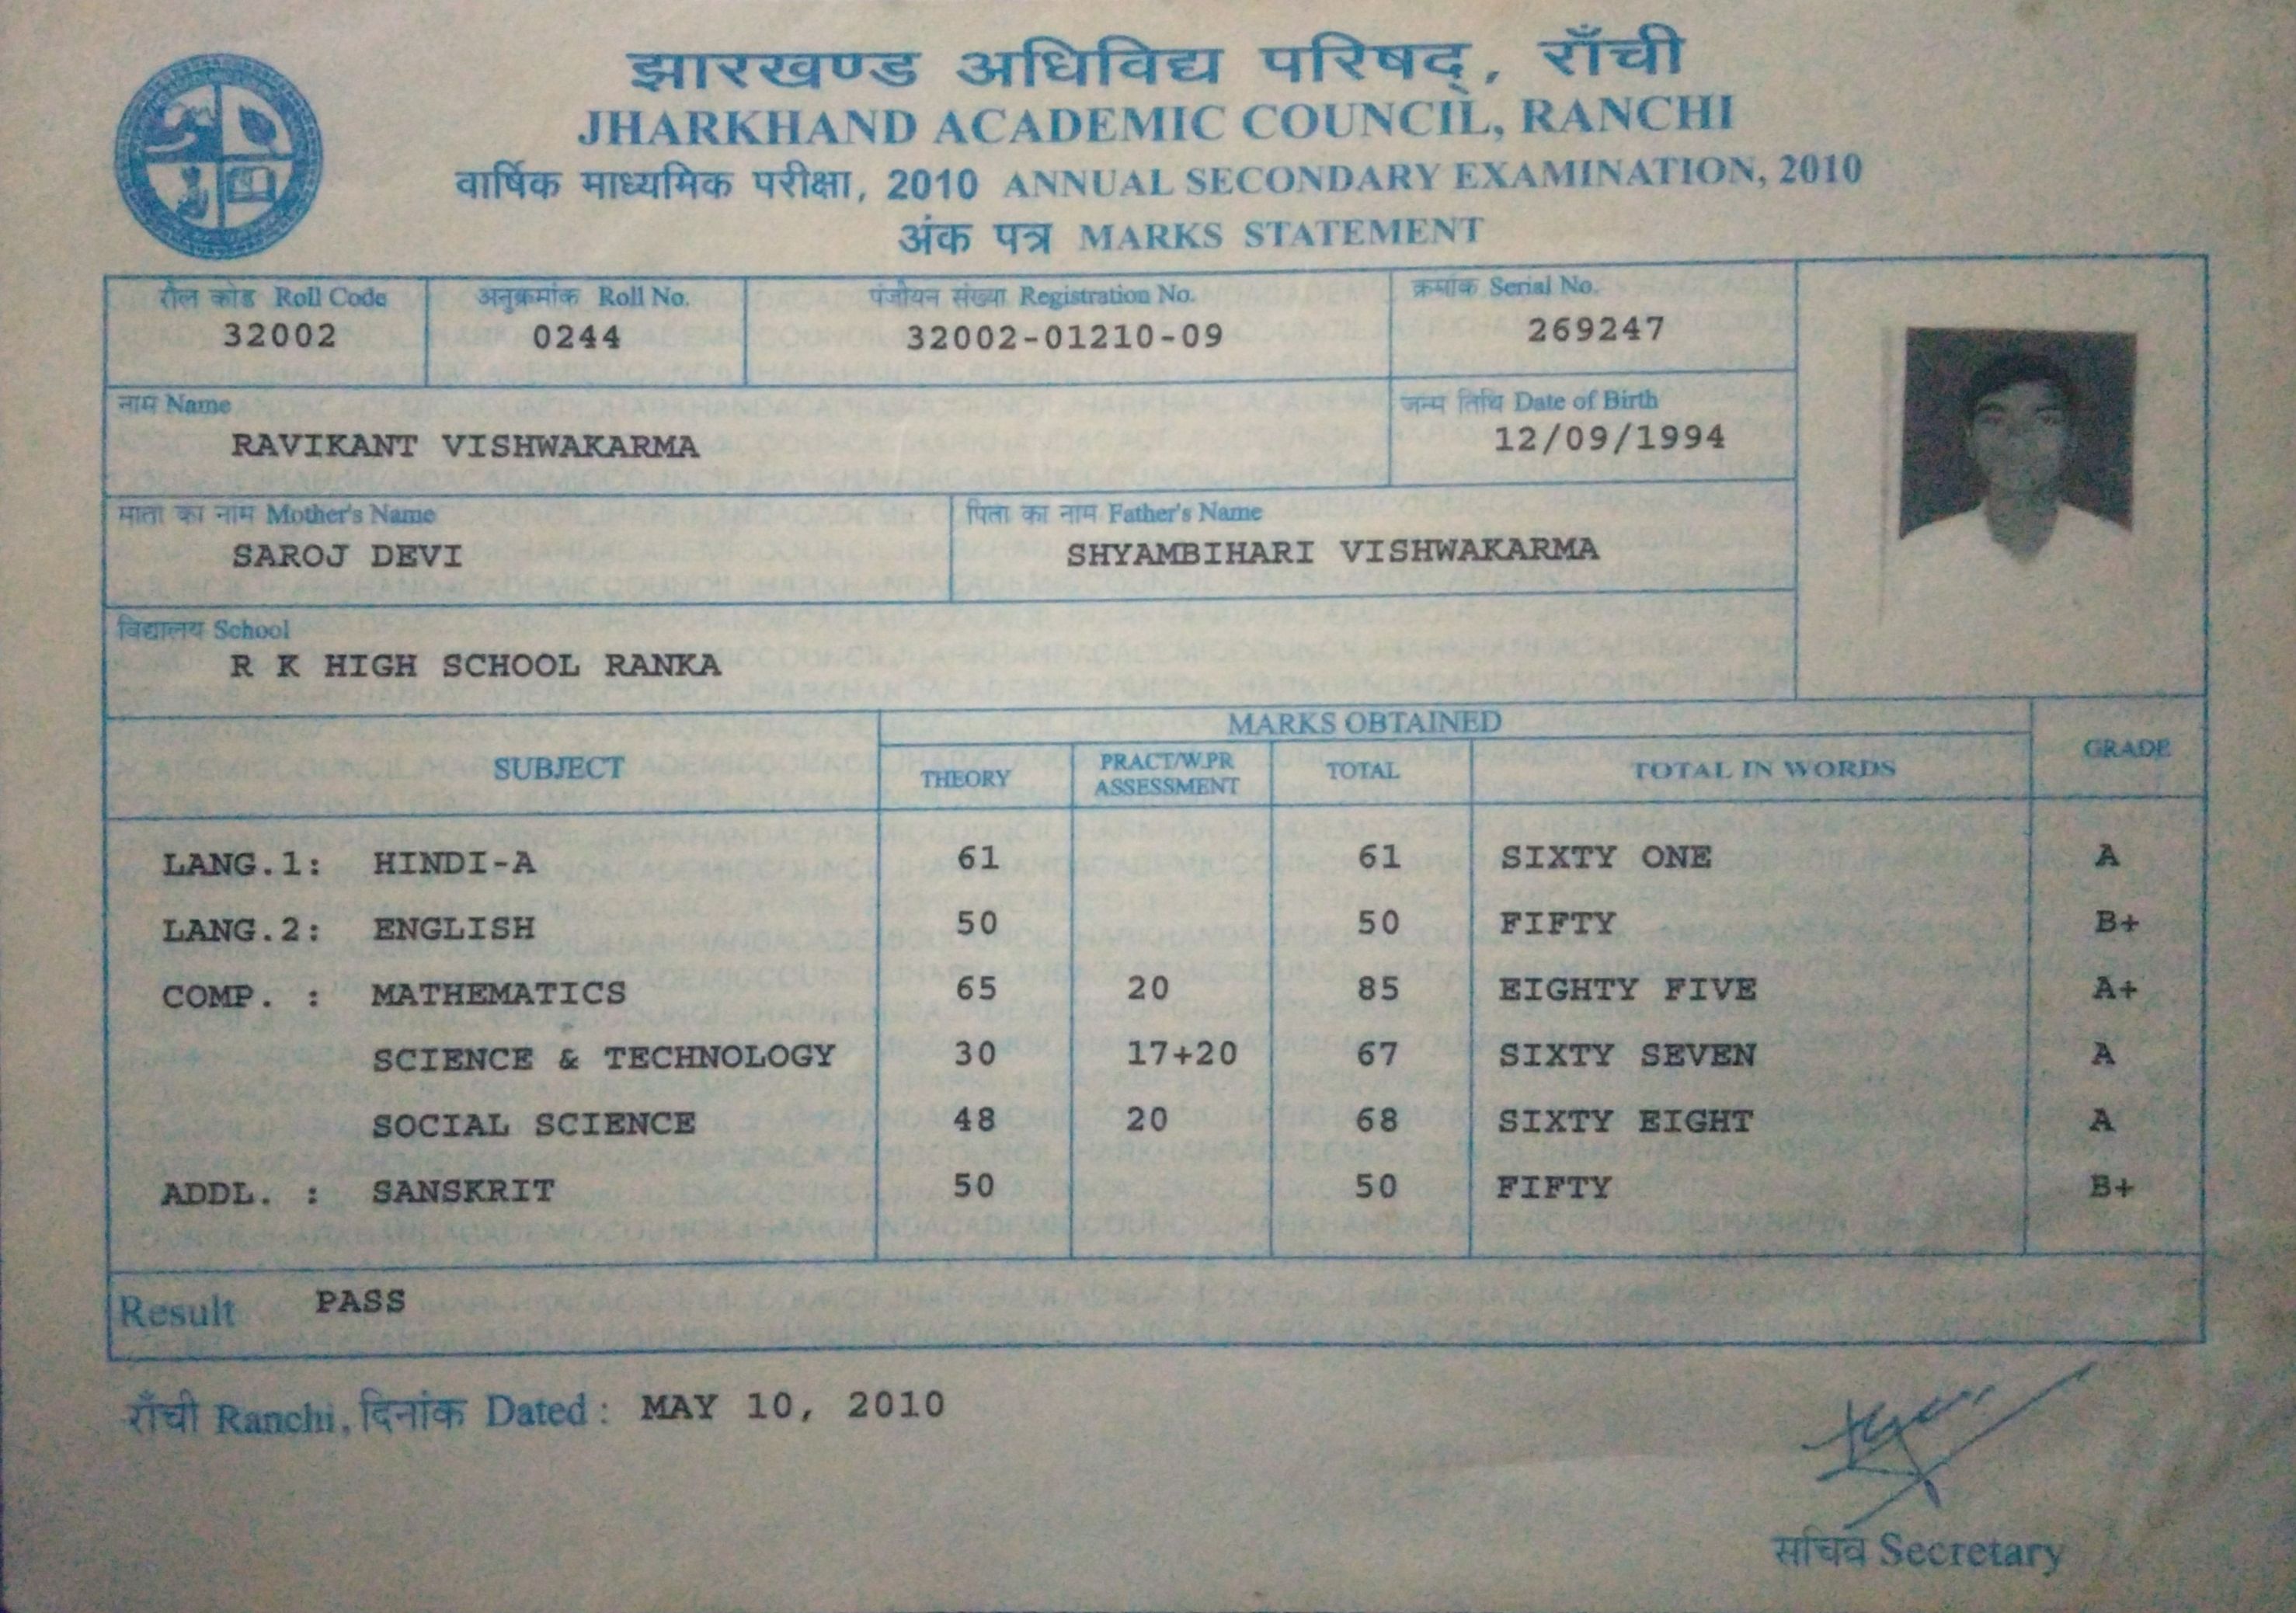 झारखण्ड अधिविद्य परिषद्, राँची
JHARKHAND ACADEMIC COUNCIL, RANCHI
वार्षिक माध्यमिक परीक्षा, 2010 ANNUAL SECONDARY EXAMINATION, 2010
अंक पत्र MARKS STATEMENT
रौल कोड Roll Code अनुक्रमांक Roll No. पंजीयन संख्या Registration No. क्रमांक Serial No.
32002 0244 32002-01210-09 269247
नाम Name जन्म तिथि Date of Birth
RAVIKANT VISHWAKARMA 12/09/1994
माता का नाम Mother's Name पिता का नाम Father's Name
SAROJ DEVI SHYAMBIHARI VISHWAKARMA
विद्यालय School
R K HIGH SCHOOL RANKA
MARKS OBTAINED
SUBJECT THEORY PRACT/W.PR ASSESSMENT TOTAL TOTAL IN WORDS GRADE
LANG.1: HINDI-A 61 61 SIXTY ONE A
LANG.2: ENGLISH 50 50 FIFTY B+
COMP. : MATHEMATICS 65 20 85 EIGHTY FIVE A+
SCIENCE & TECHNOLOGY 30 17+20 67 SIXTY SEVEN A
SOCIAL SCIENCE 48 20 68 SIXTY EIGHT A
ADDL. : SANSKRIT 50 50 FIFTY B+
Result PASS
राँची Ranchi, दिनांक Dated : MAY 10, 2010
सचिव Secretary